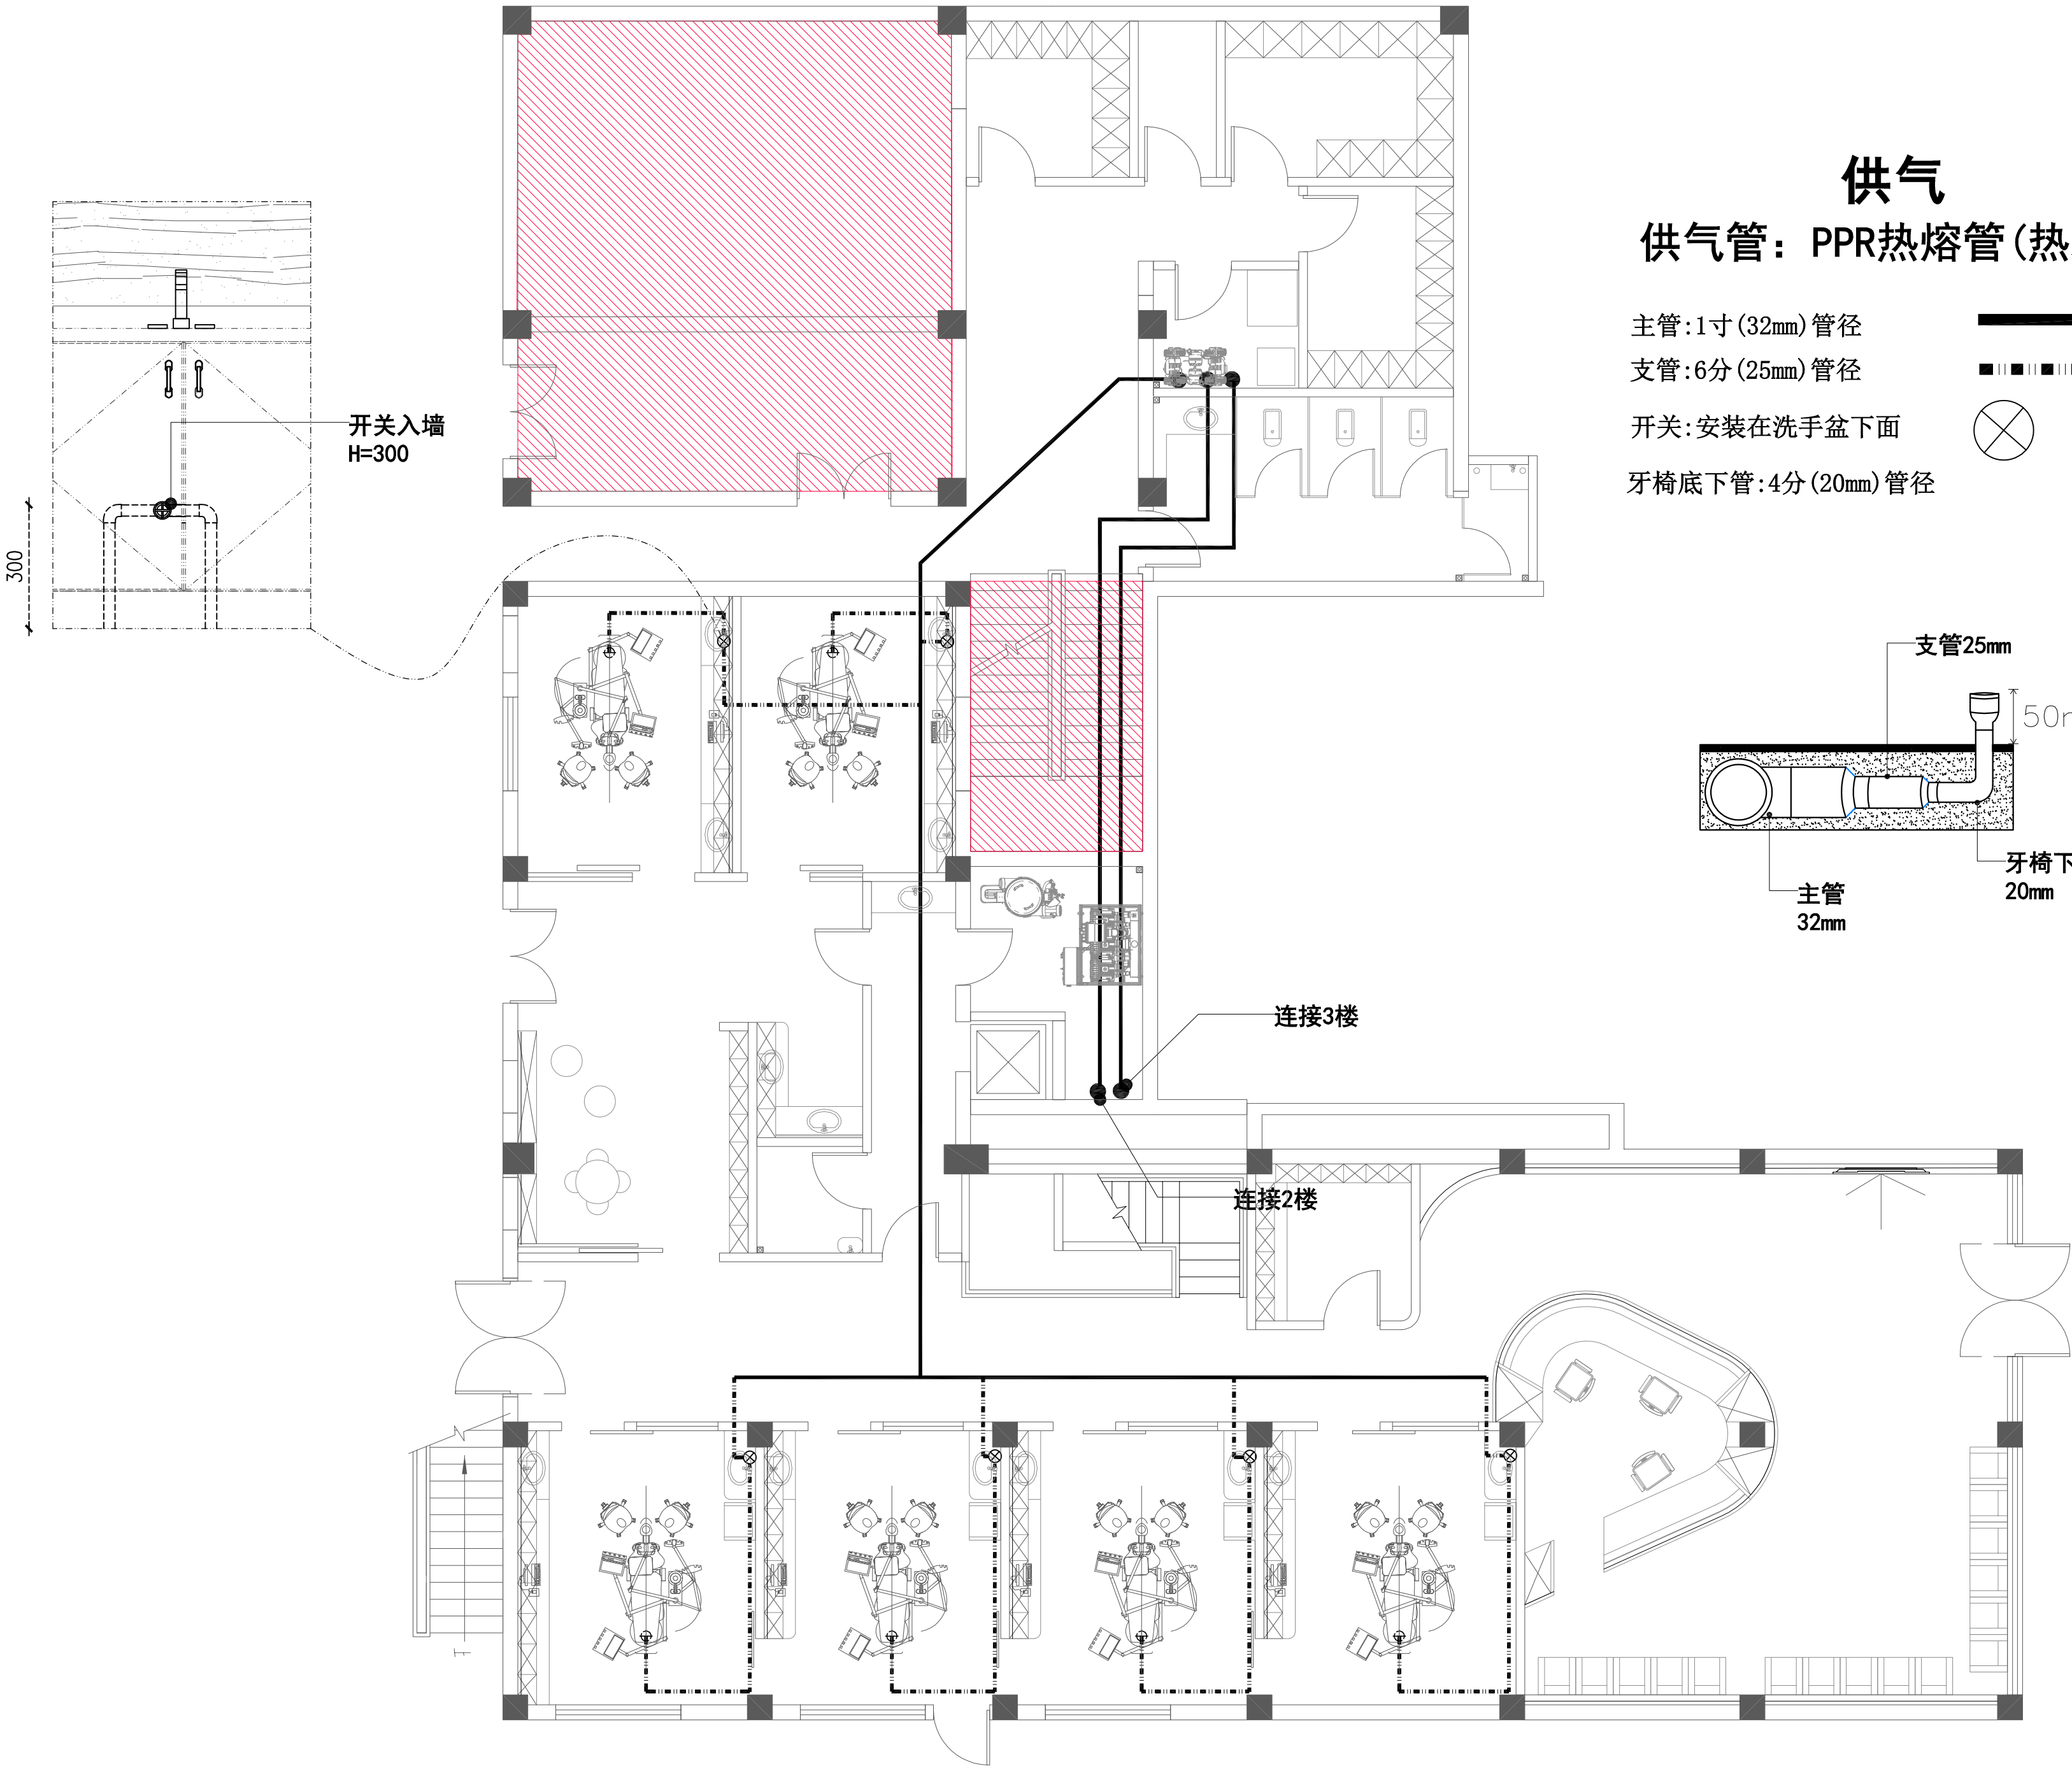 供气
供气管：PPR热熔管(热
主管:1寸(32mm)管径
支管:6分(25mm)管径
开关:安装在洗手盆下面
牙椅底下管:4分(20mm)管径
开关入墙
H=300
300
支管25mm
50m
牙椅下
20mm
主管
32mm
连接3楼
连接2楼